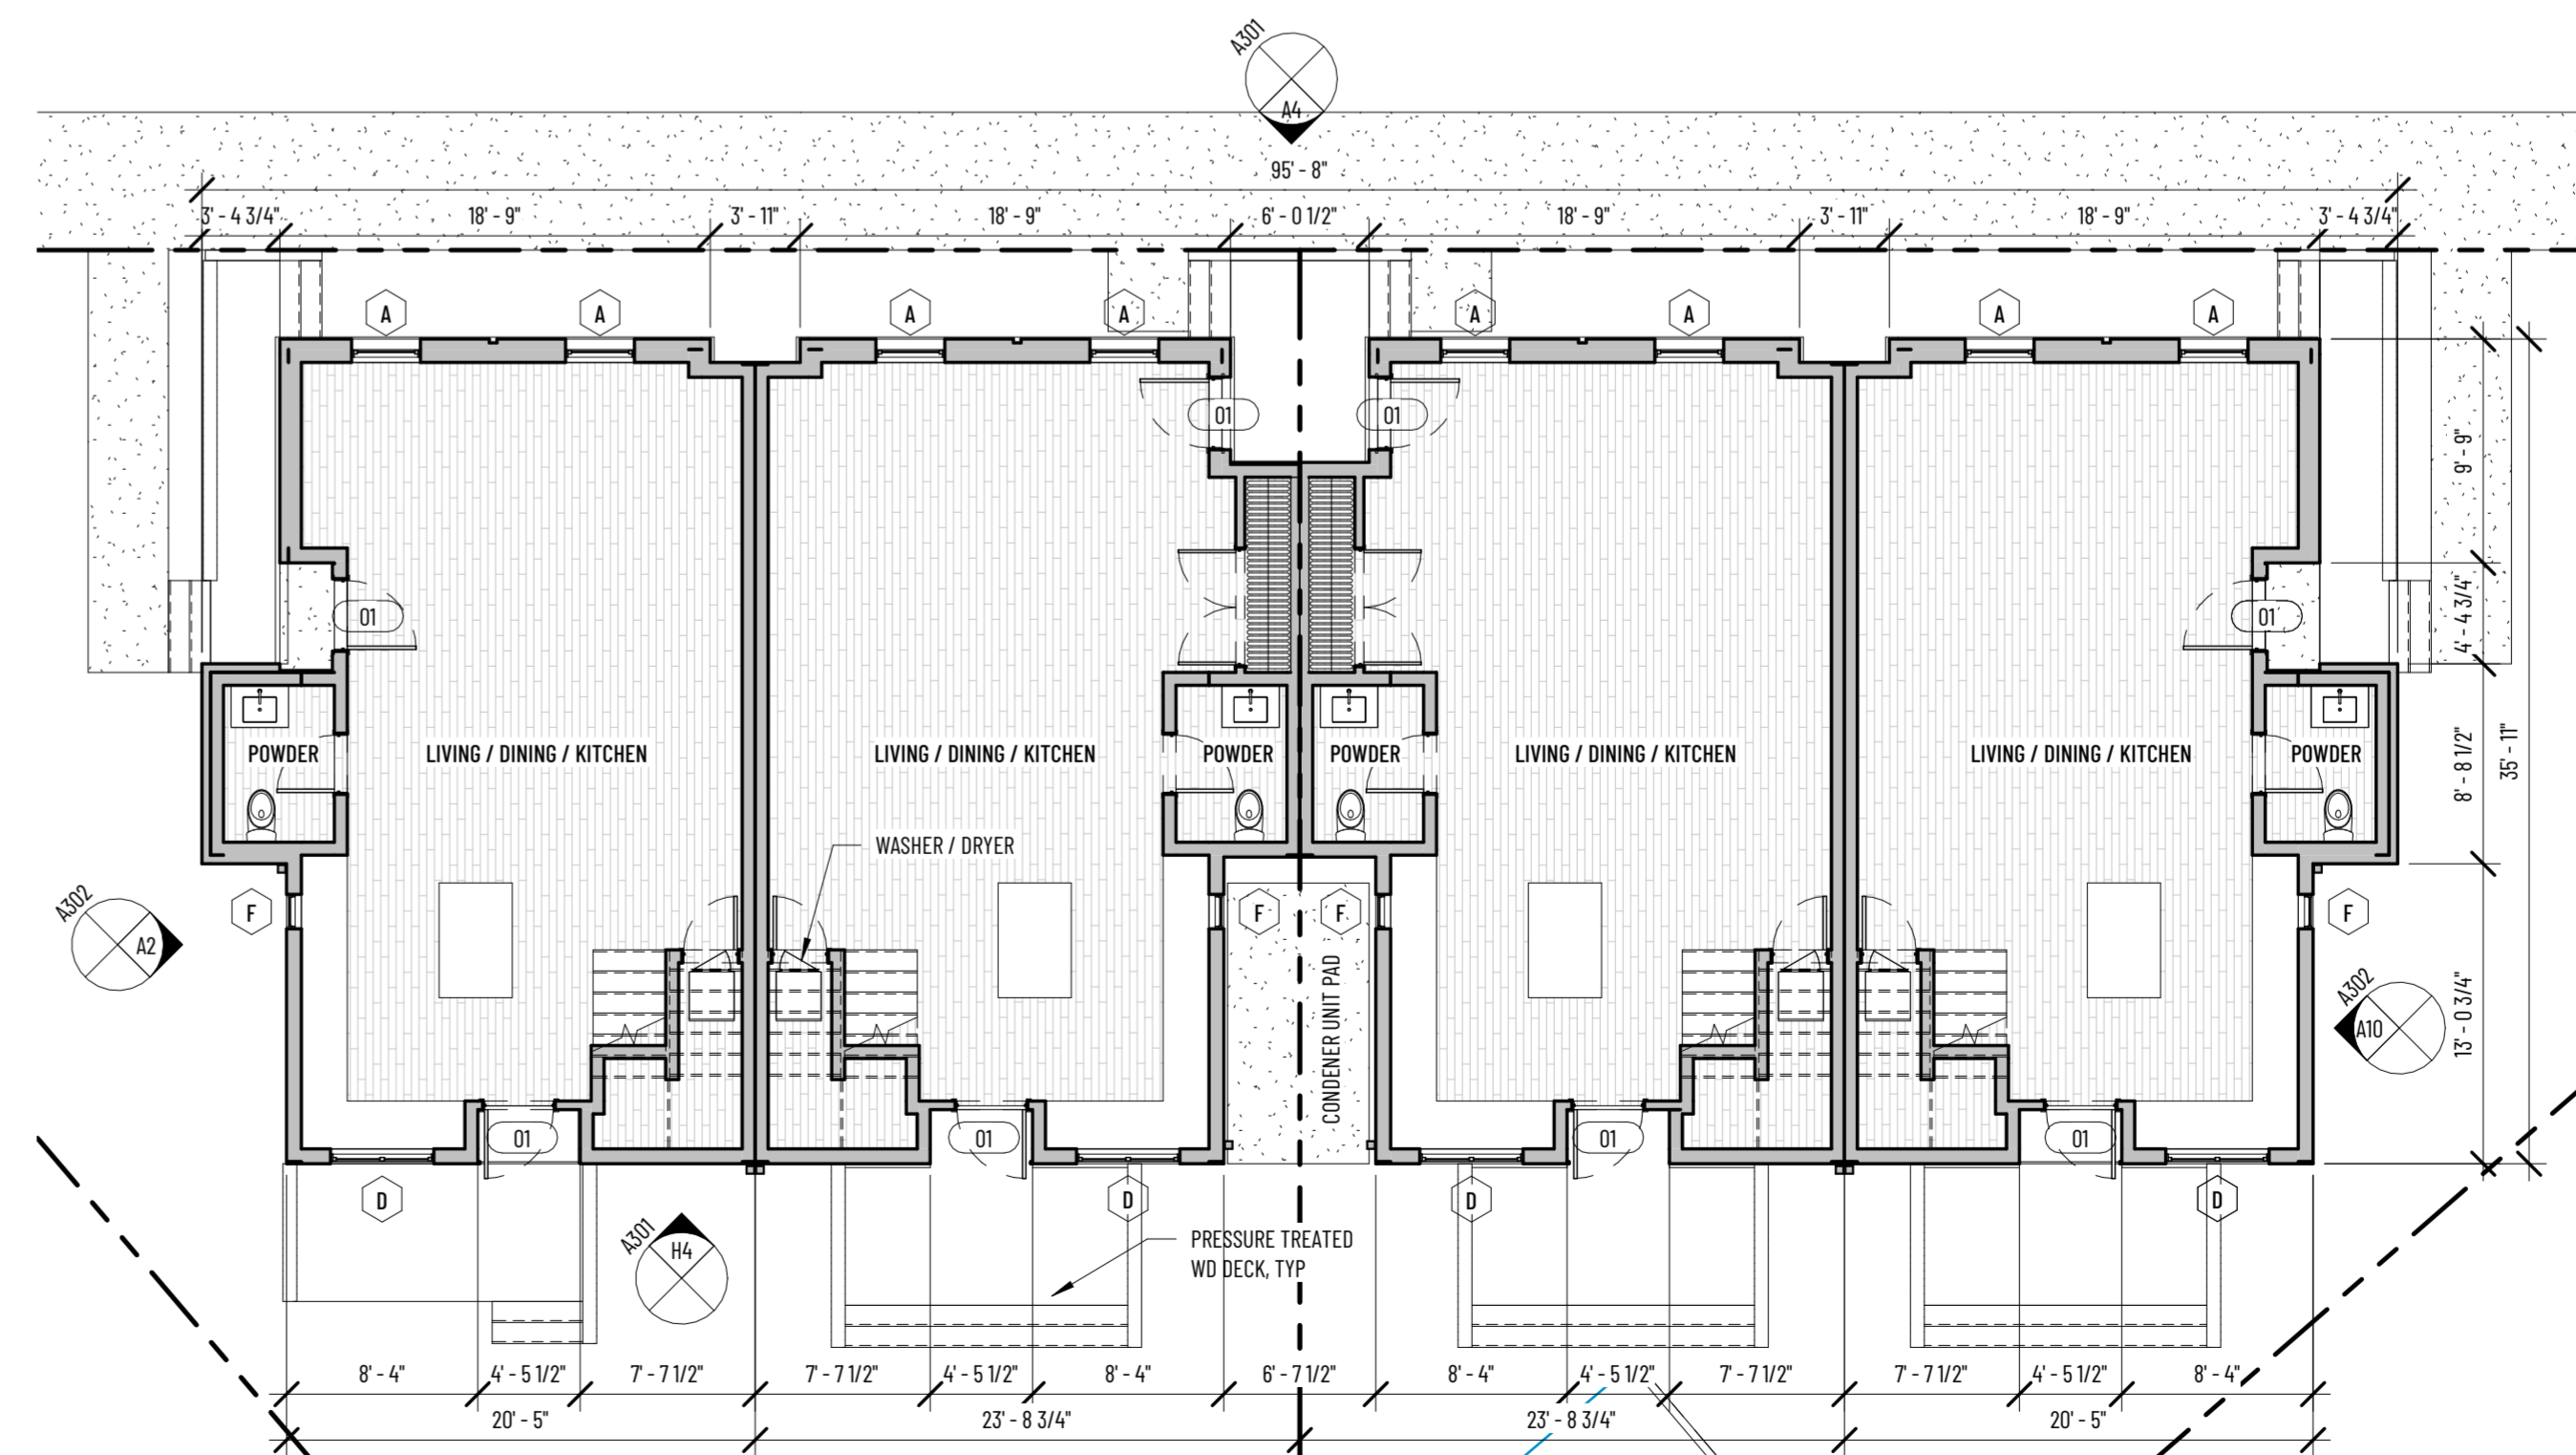 A301
A4
95' - 8"
3' - 4 3/4"
18' - 9"
3' - 11"
18' - 9"
6' - 0 1/2"
18' - 9"
3' - 11"
18' - 9"
3' - 4 3/4"
A
A
A
A
A
A
A
A
01
01
9' - 9"
01
01
4' - 4 3/4"
POWDER
LIVING / DINING / KITCHEN
LIVING / DINING / KITCHEN
POWDER
POWDER
LIVING / DINING / KITCHEN
LIVING / DINING / KITCHEN
POWDER
8' - 8 1/2"
35' - 11"
WASHER / DRYER
A302
A2
F
F
F
F
CONDENER UNIT PAD
A302
A10
13' - 0 3/4"
01
01
01
01
D
D
D
D
A301
H4
PRESSURE TREATED
WD DECK, TYP
8' - 4"
4' - 5 1/2"
7' - 7 1/2"
7' - 7 1/2"
4' - 5 1/2"
8' - 4"
6' - 7 1/2"
8' - 4"
4' - 5 1/2"
7' - 7 1/2"
7' - 7 1/2"
4' - 5 1/2"
8' - 4"
20' - 5"
23' - 8 3/4"
23' - 8 3/4"
20' - 5"